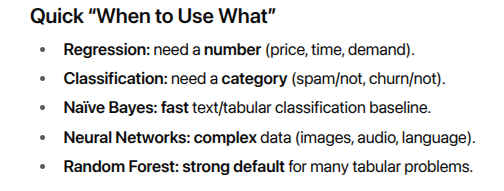 Quick “When to Use What”
• Regression: need a number (price, time, demand).
• Classification: need a category (spam/not, churn/not).
• Naïve Bayes: fast text/tabular classification baseline.
• Neural Networks: complex data (images, audio, language).
• Random Forest: strong default for many tabular problems.